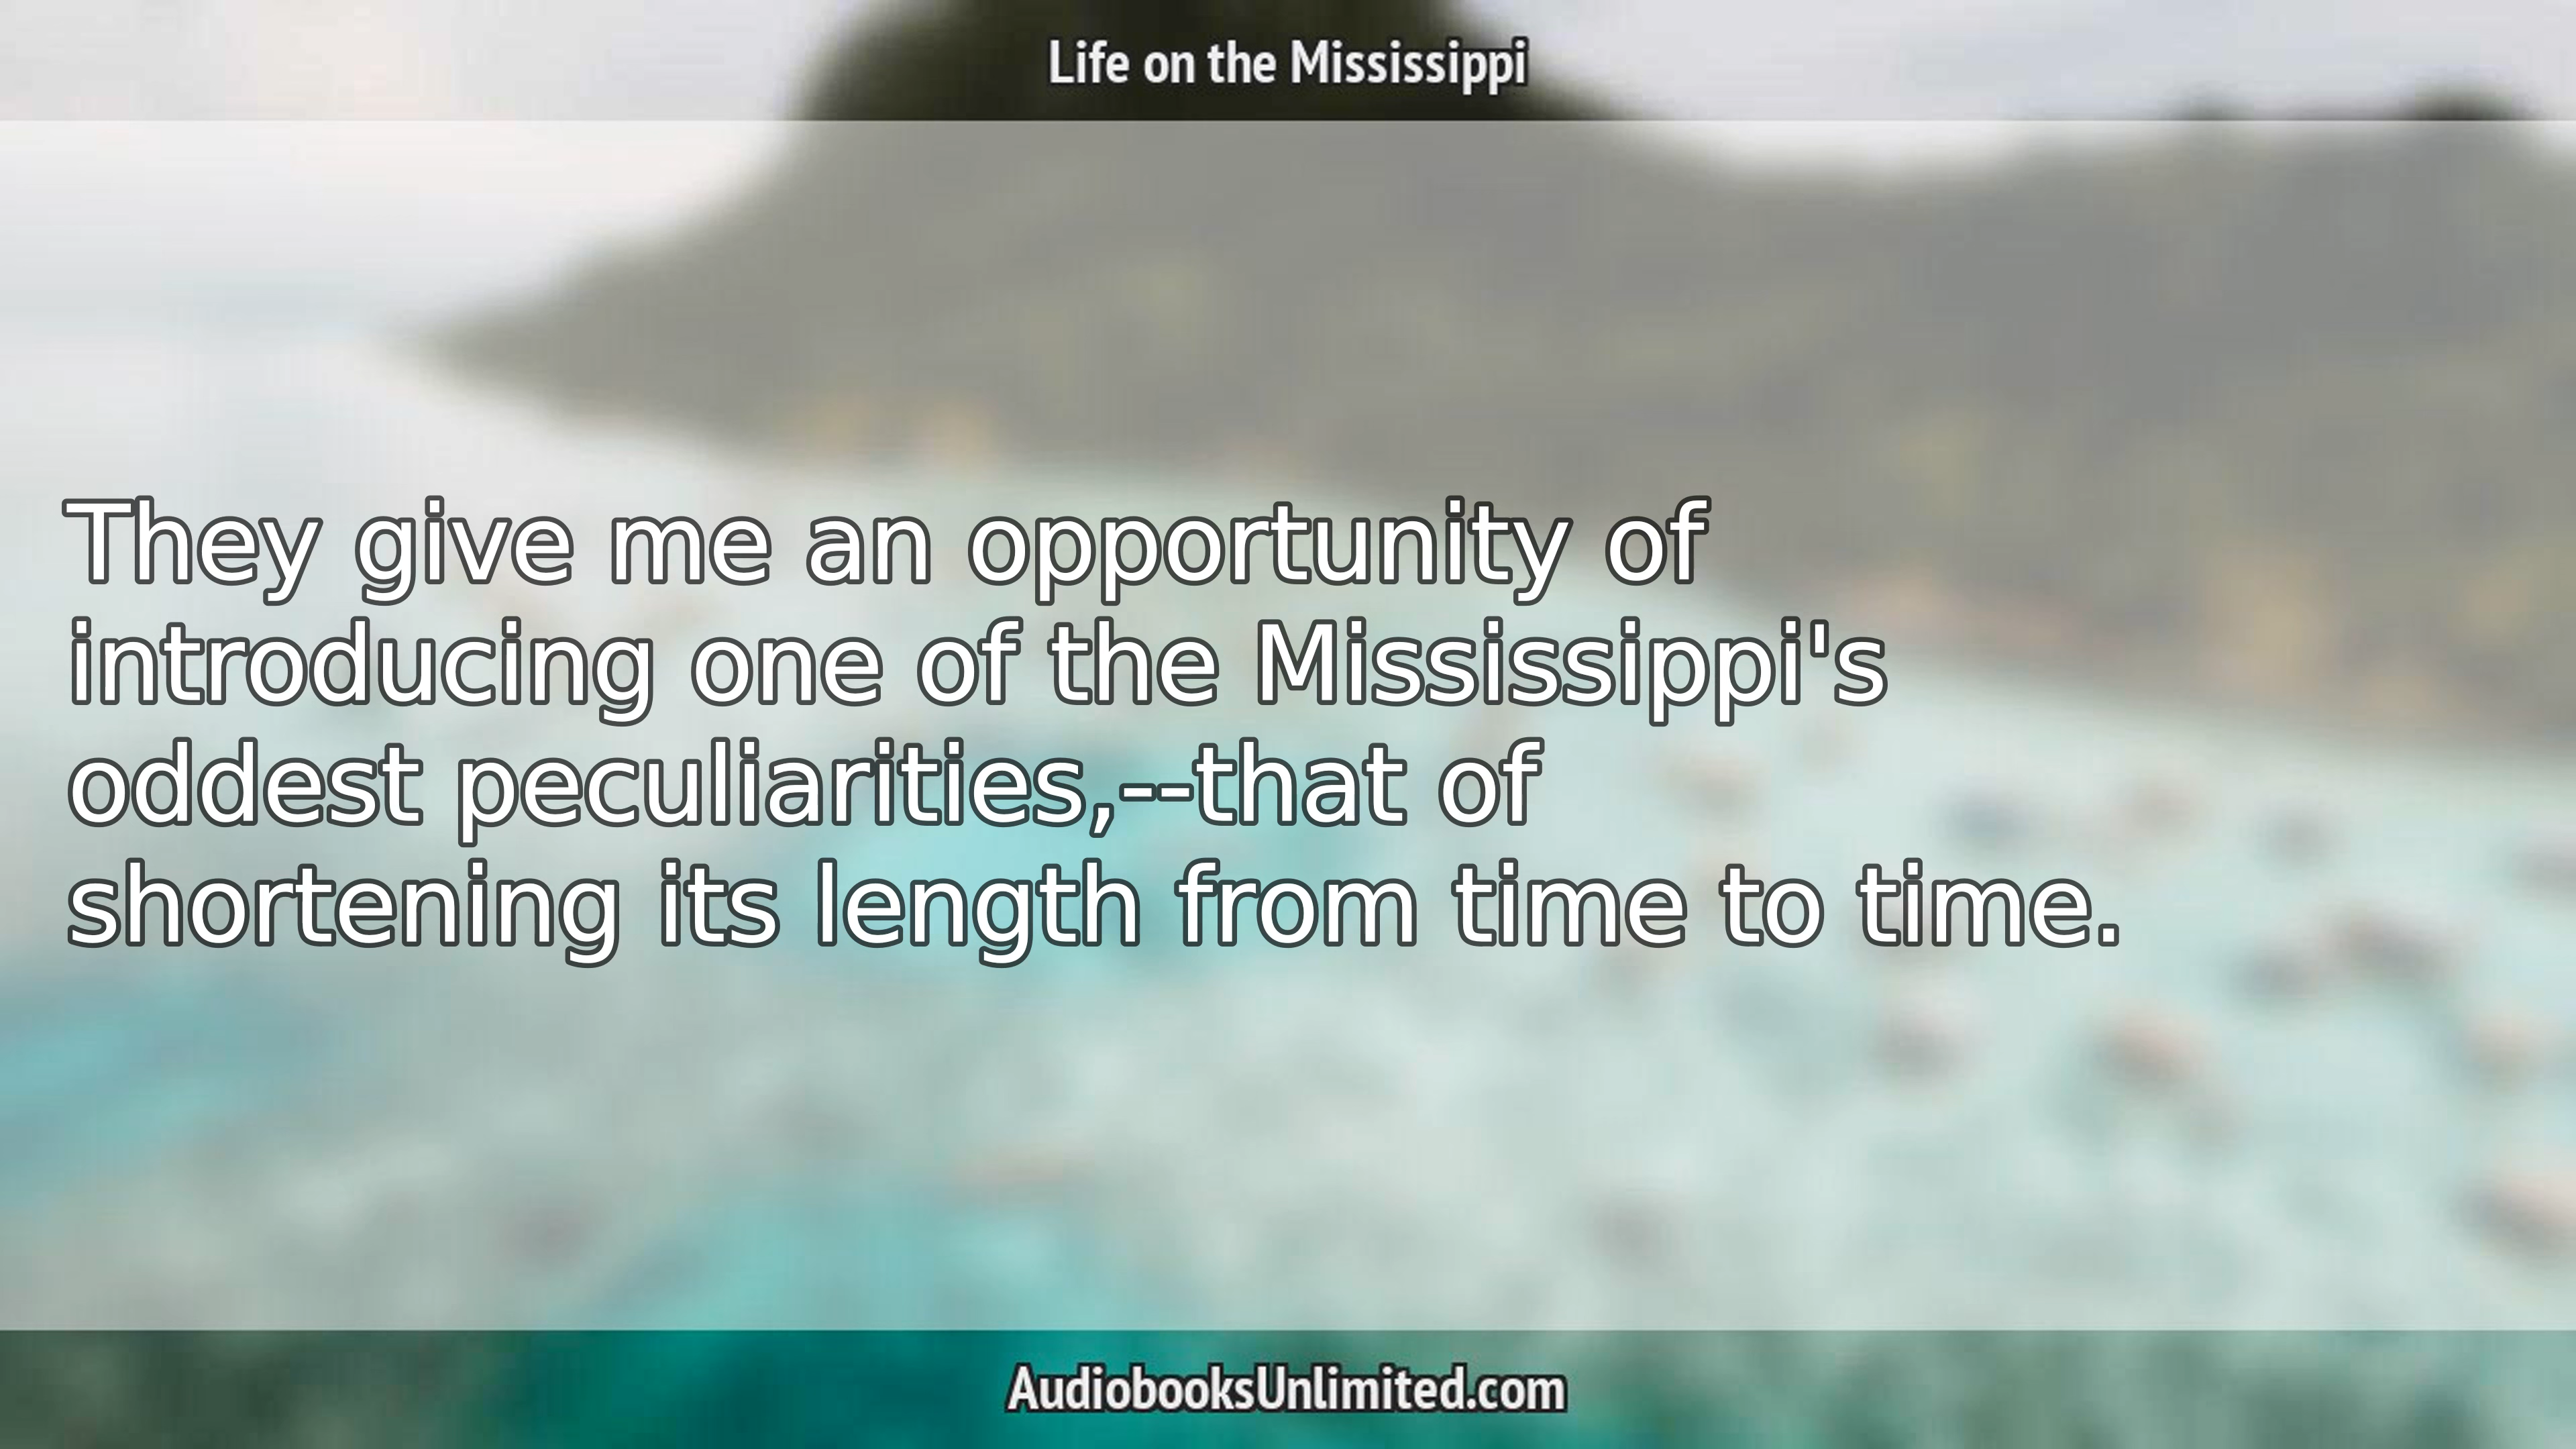 Life on the Mississippi
They give me an opportunity of
introducing one of the Mississippi's
oddest peculiarities,--that of
shortening its length from time to time.
AudiobooksUnlimited.com